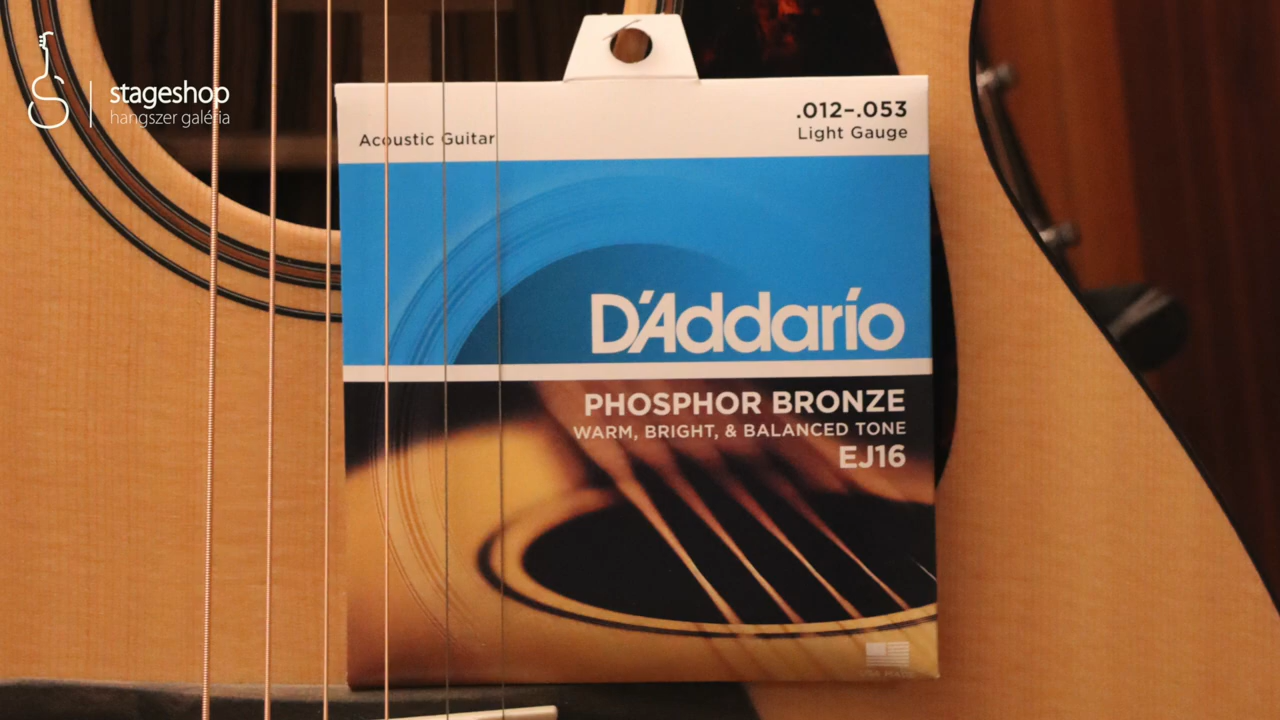 stageshop
hangszer galéria
Acoustic Guitar
.012–.053
Light Gauge
D'Addario
PHOSPHOR BRONZE
WARM, BRIGHT, & BALANCED TONE
EJ16